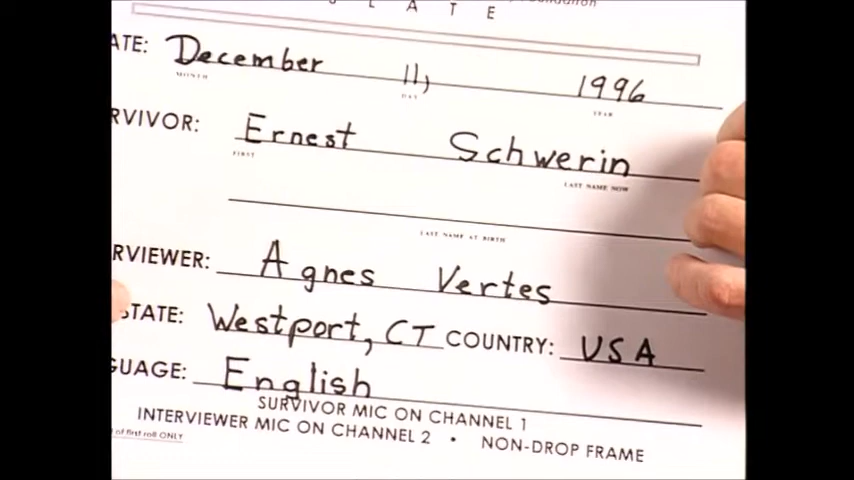 LATE
ATE: December 11, 1996
MONTH DAY YEAR
RVIVOR: Ernest Schwerin
FIRST LAST NAME NOW
LAST NAME AT BIRTH
RVIEWER: Agnes Vertes
STATE: Westport, CT COUNTRY: USA
GUAGE: English
SURVIVOR MIC ON CHANNEL 1
INTERVIEWER MIC ON CHANNEL 2 • NON-DROP FRAME
of first roll ONLY